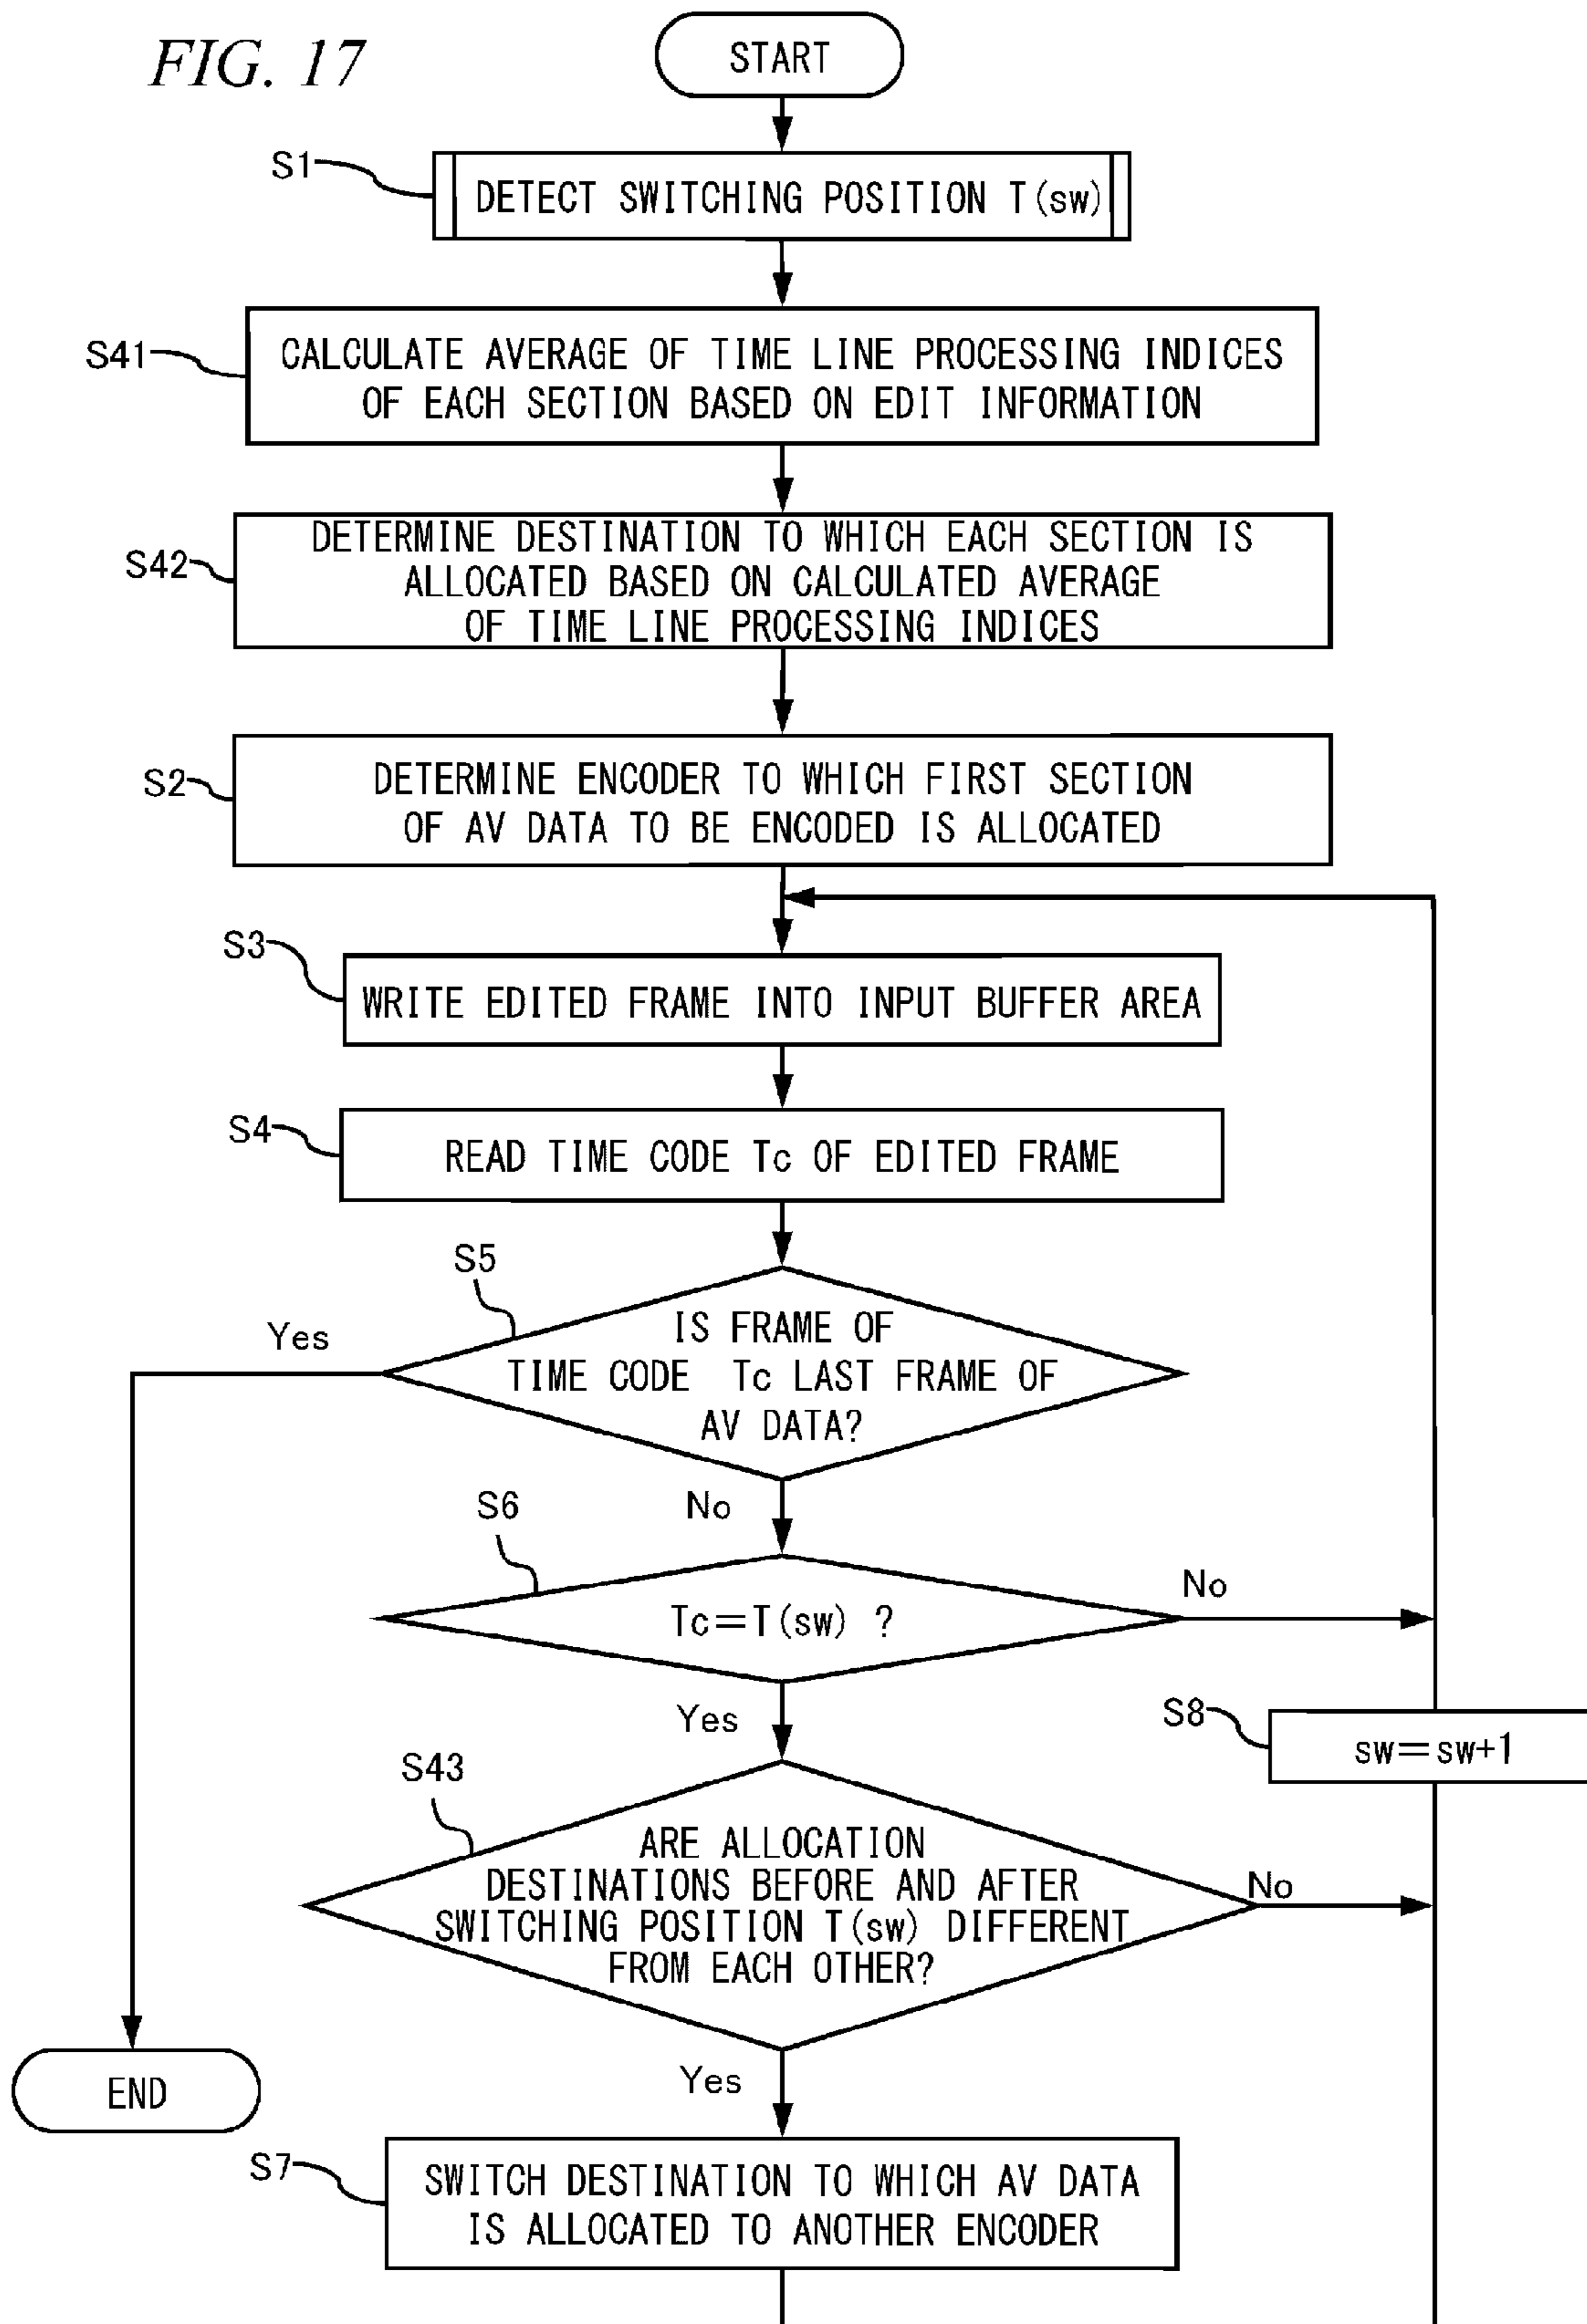 FIG. 17
START
S1
DETECT SWITCHING POSITION T(sw)
S41
CALCULATE AVERAGE OF TIME LINE PROCESSING INDICES
OF EACH SECTION BASED ON EDIT INFORMATION
S42
DETERMINE DESTINATION TO WHICH EACH SECTION IS
ALLOCATED BASED ON CALCULATED AVERAGE
OF TIME LINE PROCESSING INDICES
S2
DETERMINE ENCODER TO WHICH FIRST SECTION
OF AV DATA TO BE ENCODED IS ALLOCATED
S3
WRITE EDITED FRAME INTO INPUT BUFFER AREA
S4
READ TIME CODE Tc OF EDITED FRAME
S5
Yes
IS FRAME OF
TIME CODE Tc LAST FRAME OF
AV DATA?
No
S6
Tc=T(sw) ?
No
Yes
S8
sw=sw+1
S43
ARE ALLOCATION
DESTINATIONS BEFORE AND AFTER
SWITCHING POSITION T(sw) DIFFERENT
FROM EACH OTHER?
No
Yes
END
S7
SWITCH DESTINATION TO WHICH AV DATA
IS ALLOCATED TO ANOTHER ENCODER